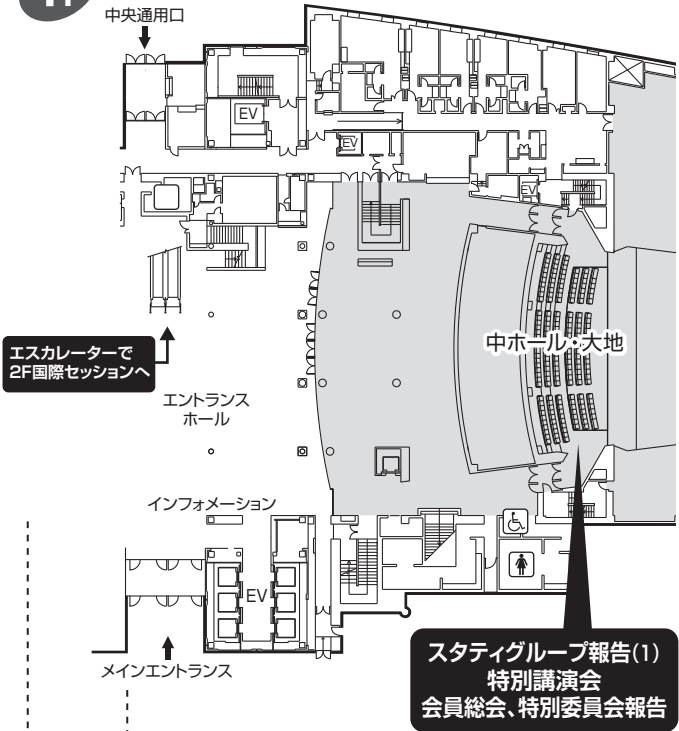 中央通用口
EV
EV
EV
中ホール・大地
エスカレーターで
2F国際セッションへ
エントランス
ホール
インフォメーション
EV
メインエントランス
スタティグループ報告(1)
特別講演会
会員総会、特別委員会報告